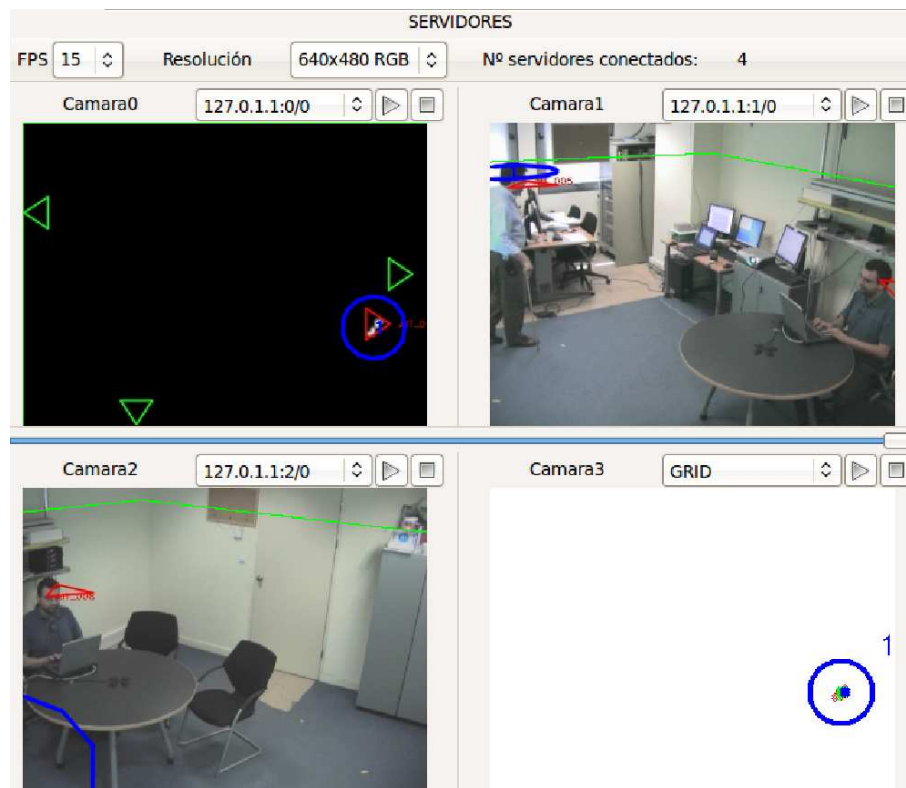 SERVIDORES
FPS 15 Resolución 640x480 RGB Nº servidores conectados: 4
Camara0 127.0.1.1:0/0 Camara1 127.0.1.1:1/0
Camara2 127.0.1.1:2/0 Camara3 GRID
1